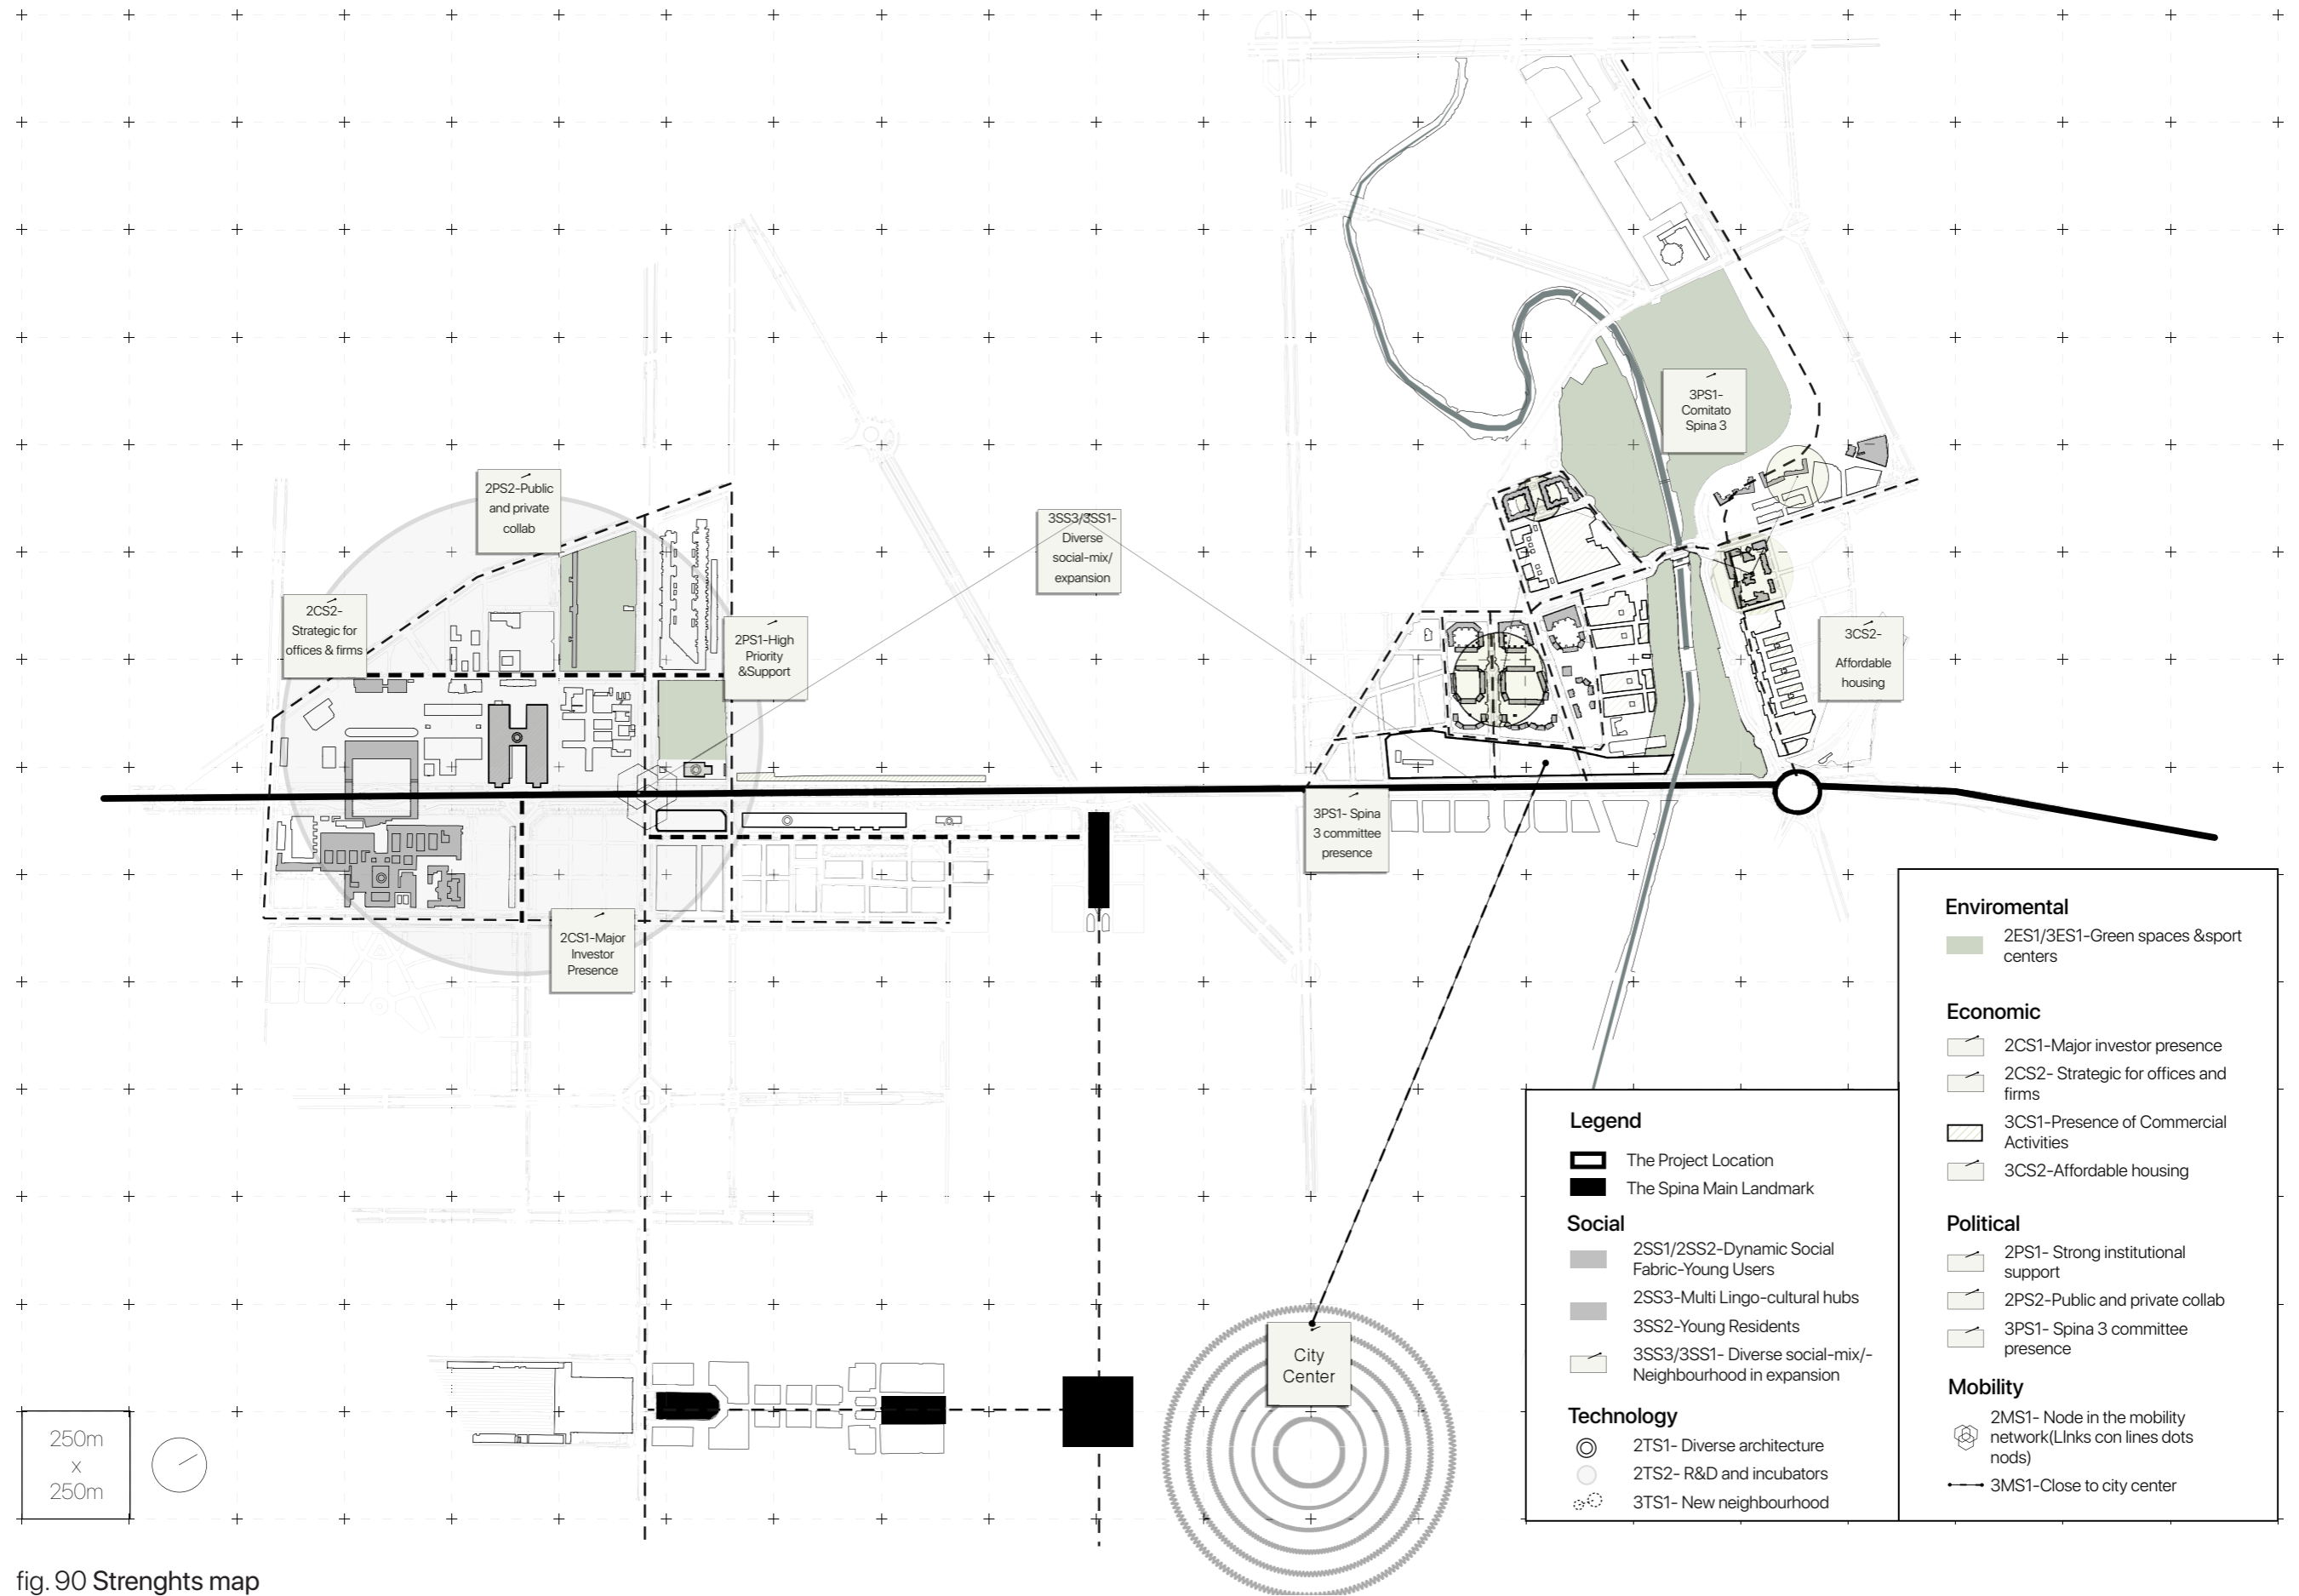 3PS1-
Comitato
Spina 3
2PS2-Public
and private
collab
3SS3/3SS1-
Diverse
social-mix/
expansion
2CS2-
Strategic for
offices & firms
2PS1-High
Priority
&Support
3CS2-
Affordable
housing
3PS1- Spina
3 committee
presence
2CS1-Major
Investor
Presence
City
Center
250m
x
250m
Legend
The Project Location
The Spina Main Landmark
Social
2SS1/2SS2-Dynamic Social
Fabric-Young Users
2SS3-Multi Lingo-cultural hubs
3SS2-Young Residents
3SS3/3SS1- Diverse social-mix/-
Neighbourhood in expansion
Technology
2TS1- Diverse architecture
2TS2- R&D and incubators
3TS1- New neighbourhood
Enviromental
2ES1/3ES1-Green spaces &sport
centers
Economic
2CS1-Major investor presence
2CS2- Strategic for offices and
firms
3CS1-Presence of Commercial
Activities
3CS2-Affordable housing
Political
2PS1- Strong institutional
support
2PS2-Public and private collab
3PS1- Spina 3 committee
presence
Mobility
2MS1- Node in the mobility
network(LInks con lines dots
nods)
3MS1-Close to city center
fig. 90 Strenghts map